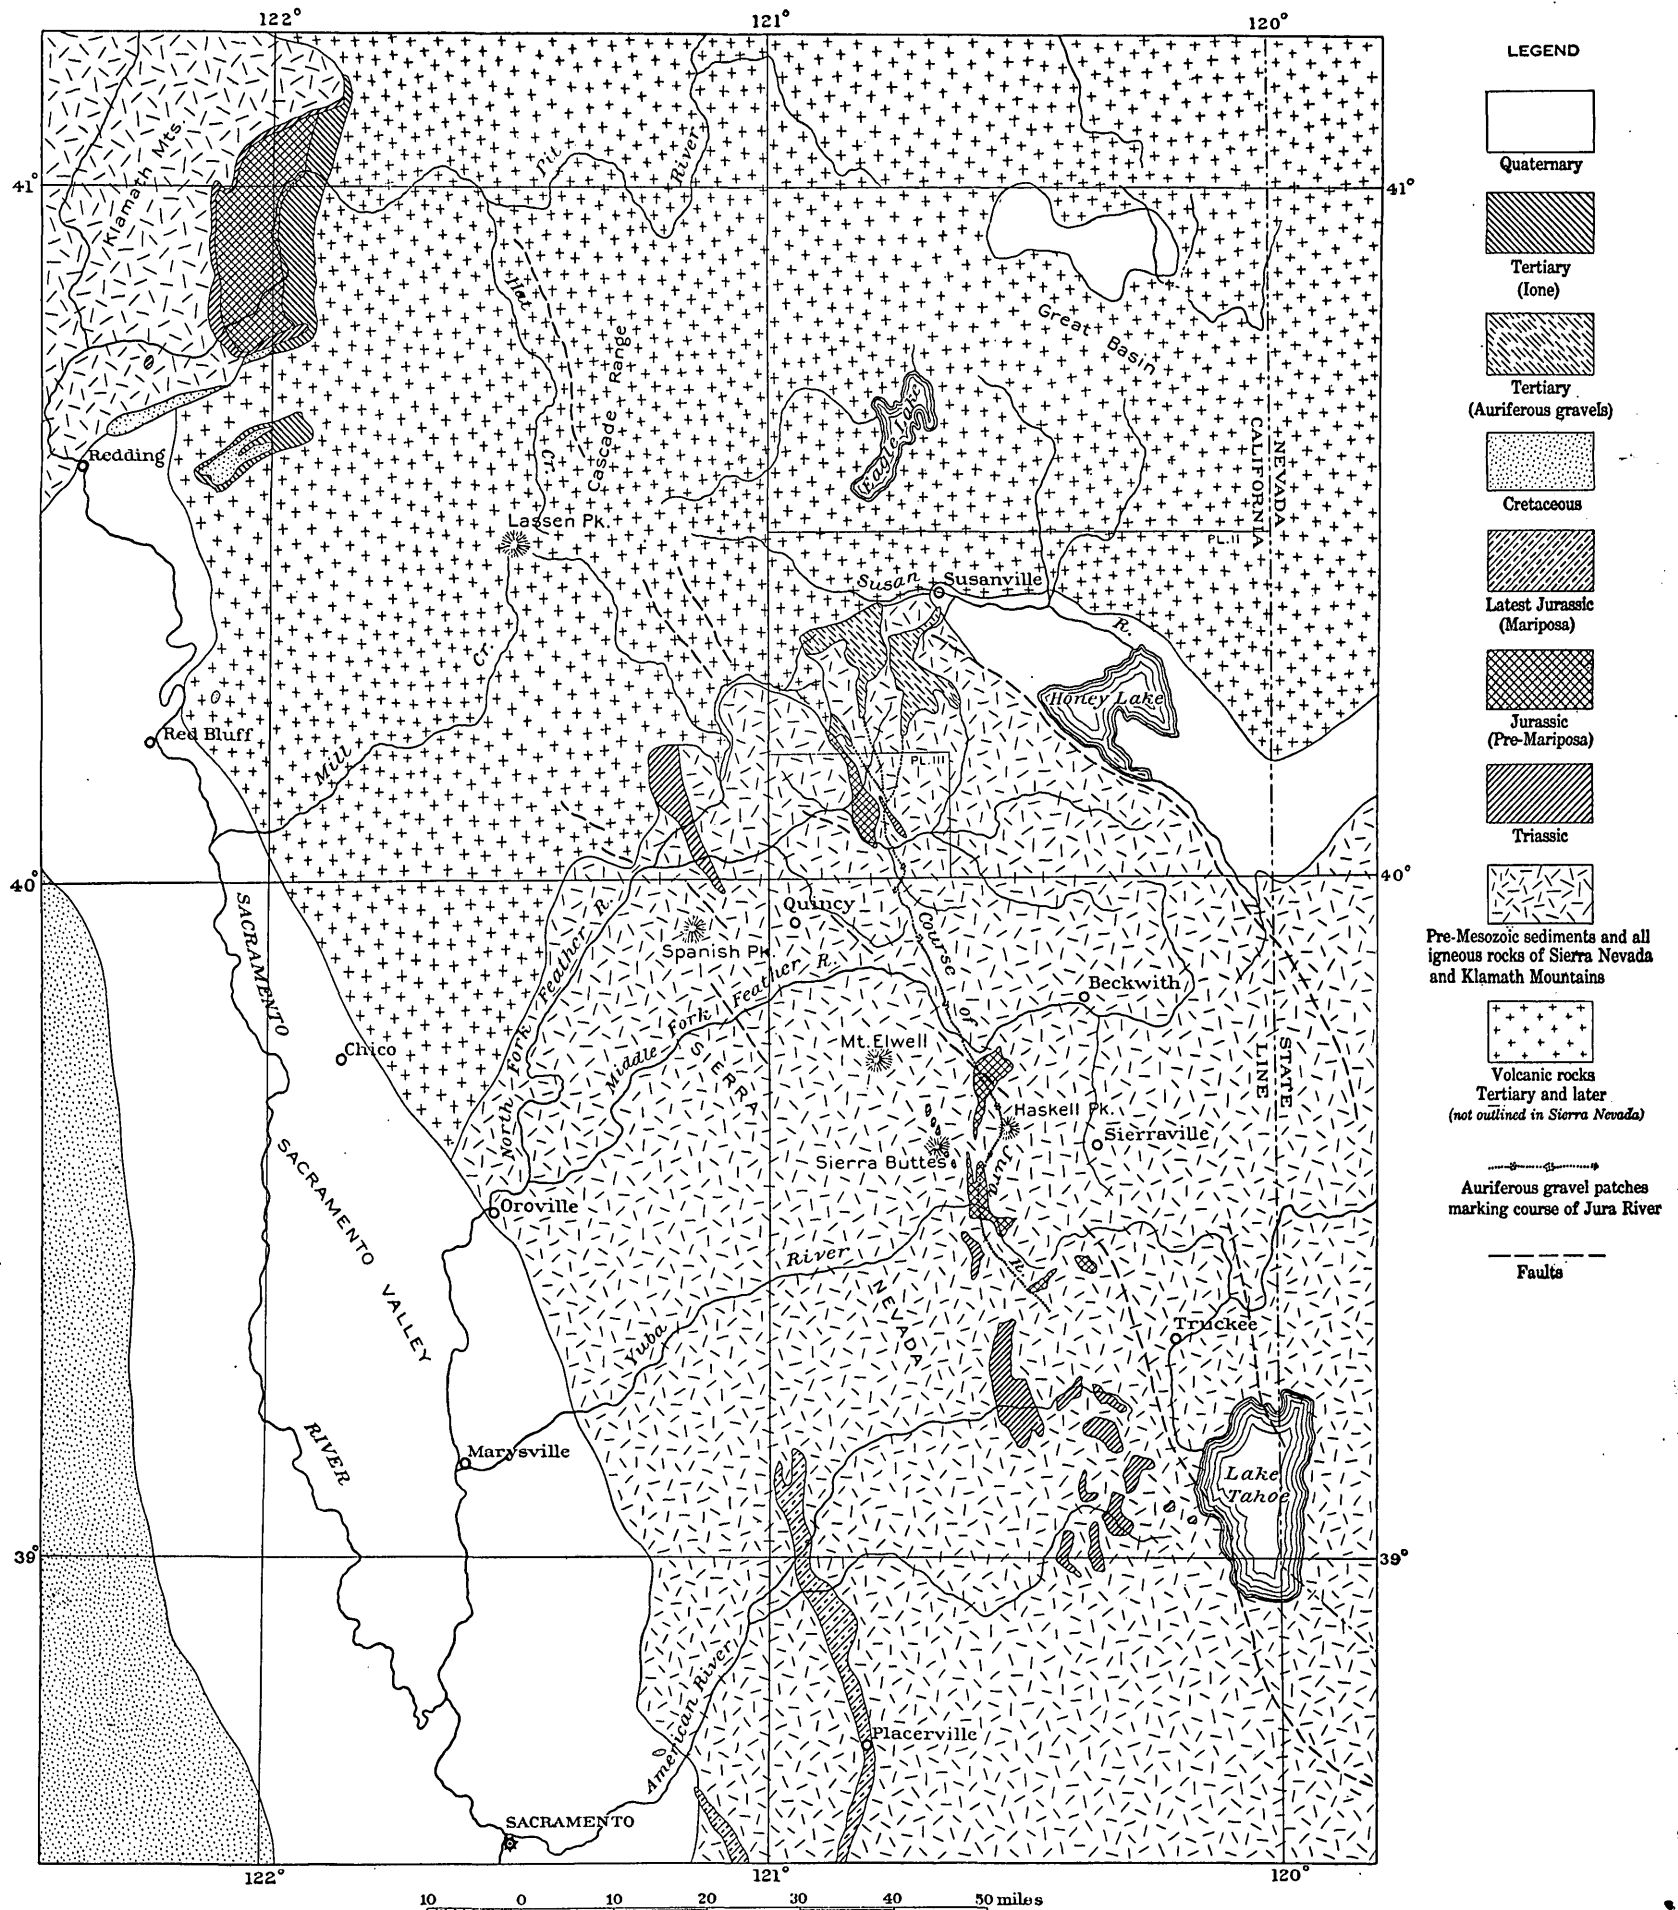 122°
121°
120°
41°
41°
40°
40°
39°
39°
122°
121°
120°
Klamath Mts.
Pit
River
Hat
Cr.
Cascade Range
Great Basin
Eagle Lake
Redding
Lassen Pk.
CALIFORNIA
NEVADA
PL. II
Susan
Susanville
R.
Honey Lake
Red Bluff
Mill
Cr.
PL. III
SACRAMENTO
RIVER
Quincy
Spanish Pk.
North Fork Feather R.
Middle Fork Feather R.
Course of
Jura
R.
Beckwith
Chico
Mt. Elwell
STATE
LINE
Haskell Pk.
Sierraville
Sierra Buttes
SIERRA
NEVADA
SACRAMENTO VALLEY
Oroville
Yuba
River
Truckee
Marysville
Lake
Tahoe
American River
Placerville
SACRAMENTO
10 0 10 20 30 40 50 miles
LEGEND
Quaternary
Tertiary
(Ione)
Tertiary
(Auriferous gravels)
Cretaceous
Latest Jurassic
(Mariposa)
Jurassic
(Pre-Mariposa)
Triassic
Pre-Mesozoic sediments and all
igneous rocks of Sierra Nevada
and Klamath Mountains
Volcanic rocks
Tertiary and later
(not outlined in Sierra Nevada)
Auriferous gravel patches
marking course of Jura River
Faults